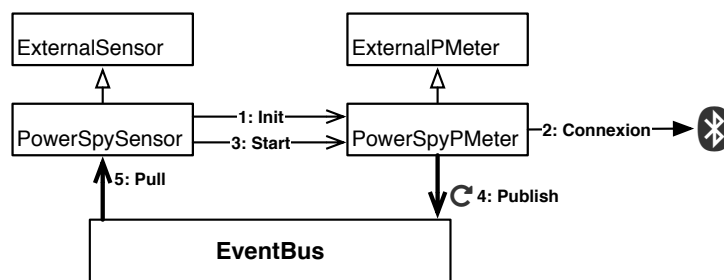 ExternalSensor
ExternalPMeter
PowerSpySensor
1: Init
3: Start
PowerSpyPMeter
2: Connexion
5: Pull
4: Publish
EventBus